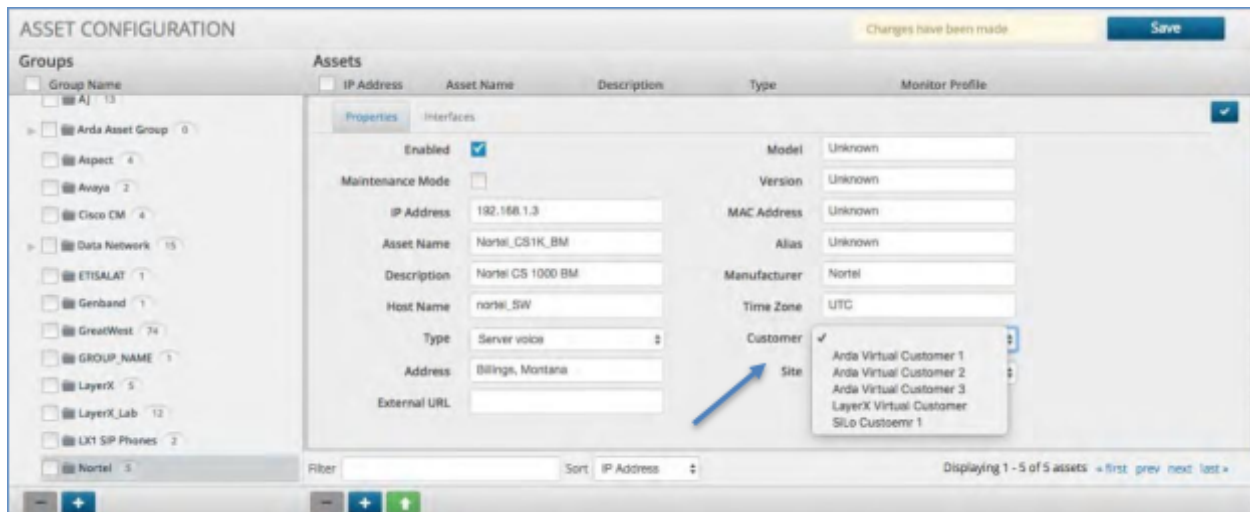 ASSET CONFIGURATION
Changes have been made
Save
Groups
Assets
Group Name
IP Address Asset Name Description Type Monitor Profile
AJ 13
Arda Asset Group 0
Aspect 4
Avaya 2
Cisco CM 4
Data Network 15
ETISALAT 1
Genband 1
GreatWest 74
GROUP_NAME 1
LayerX 5
LayerX_Lab 12
LX1 SIP Phones 2
Nortel 5
Properties Interfaces
Enabled
Maintenance Mode
IP Address 192.168.1.3
Asset Name Nortel_CS1K_BM
Description Nortel CS 1000 BM
Host Name nortel_SW
Type Server voice
Address Billings, Montana
External URL
Model Unknown
Version Unknown
MAC Address Unknown
Alias Unknown
Manufacturer Nortel
Time Zone UTC
Customer
Arda Virtual Customer 1
Arda Virtual Customer 2
Arda Virtual Customer 3
LayerX Virtual Customer
SiLo Custoemr 1
Site
Filter Sort IP Address
Displaying 1 - 5 of 5 assets « first prev next last »